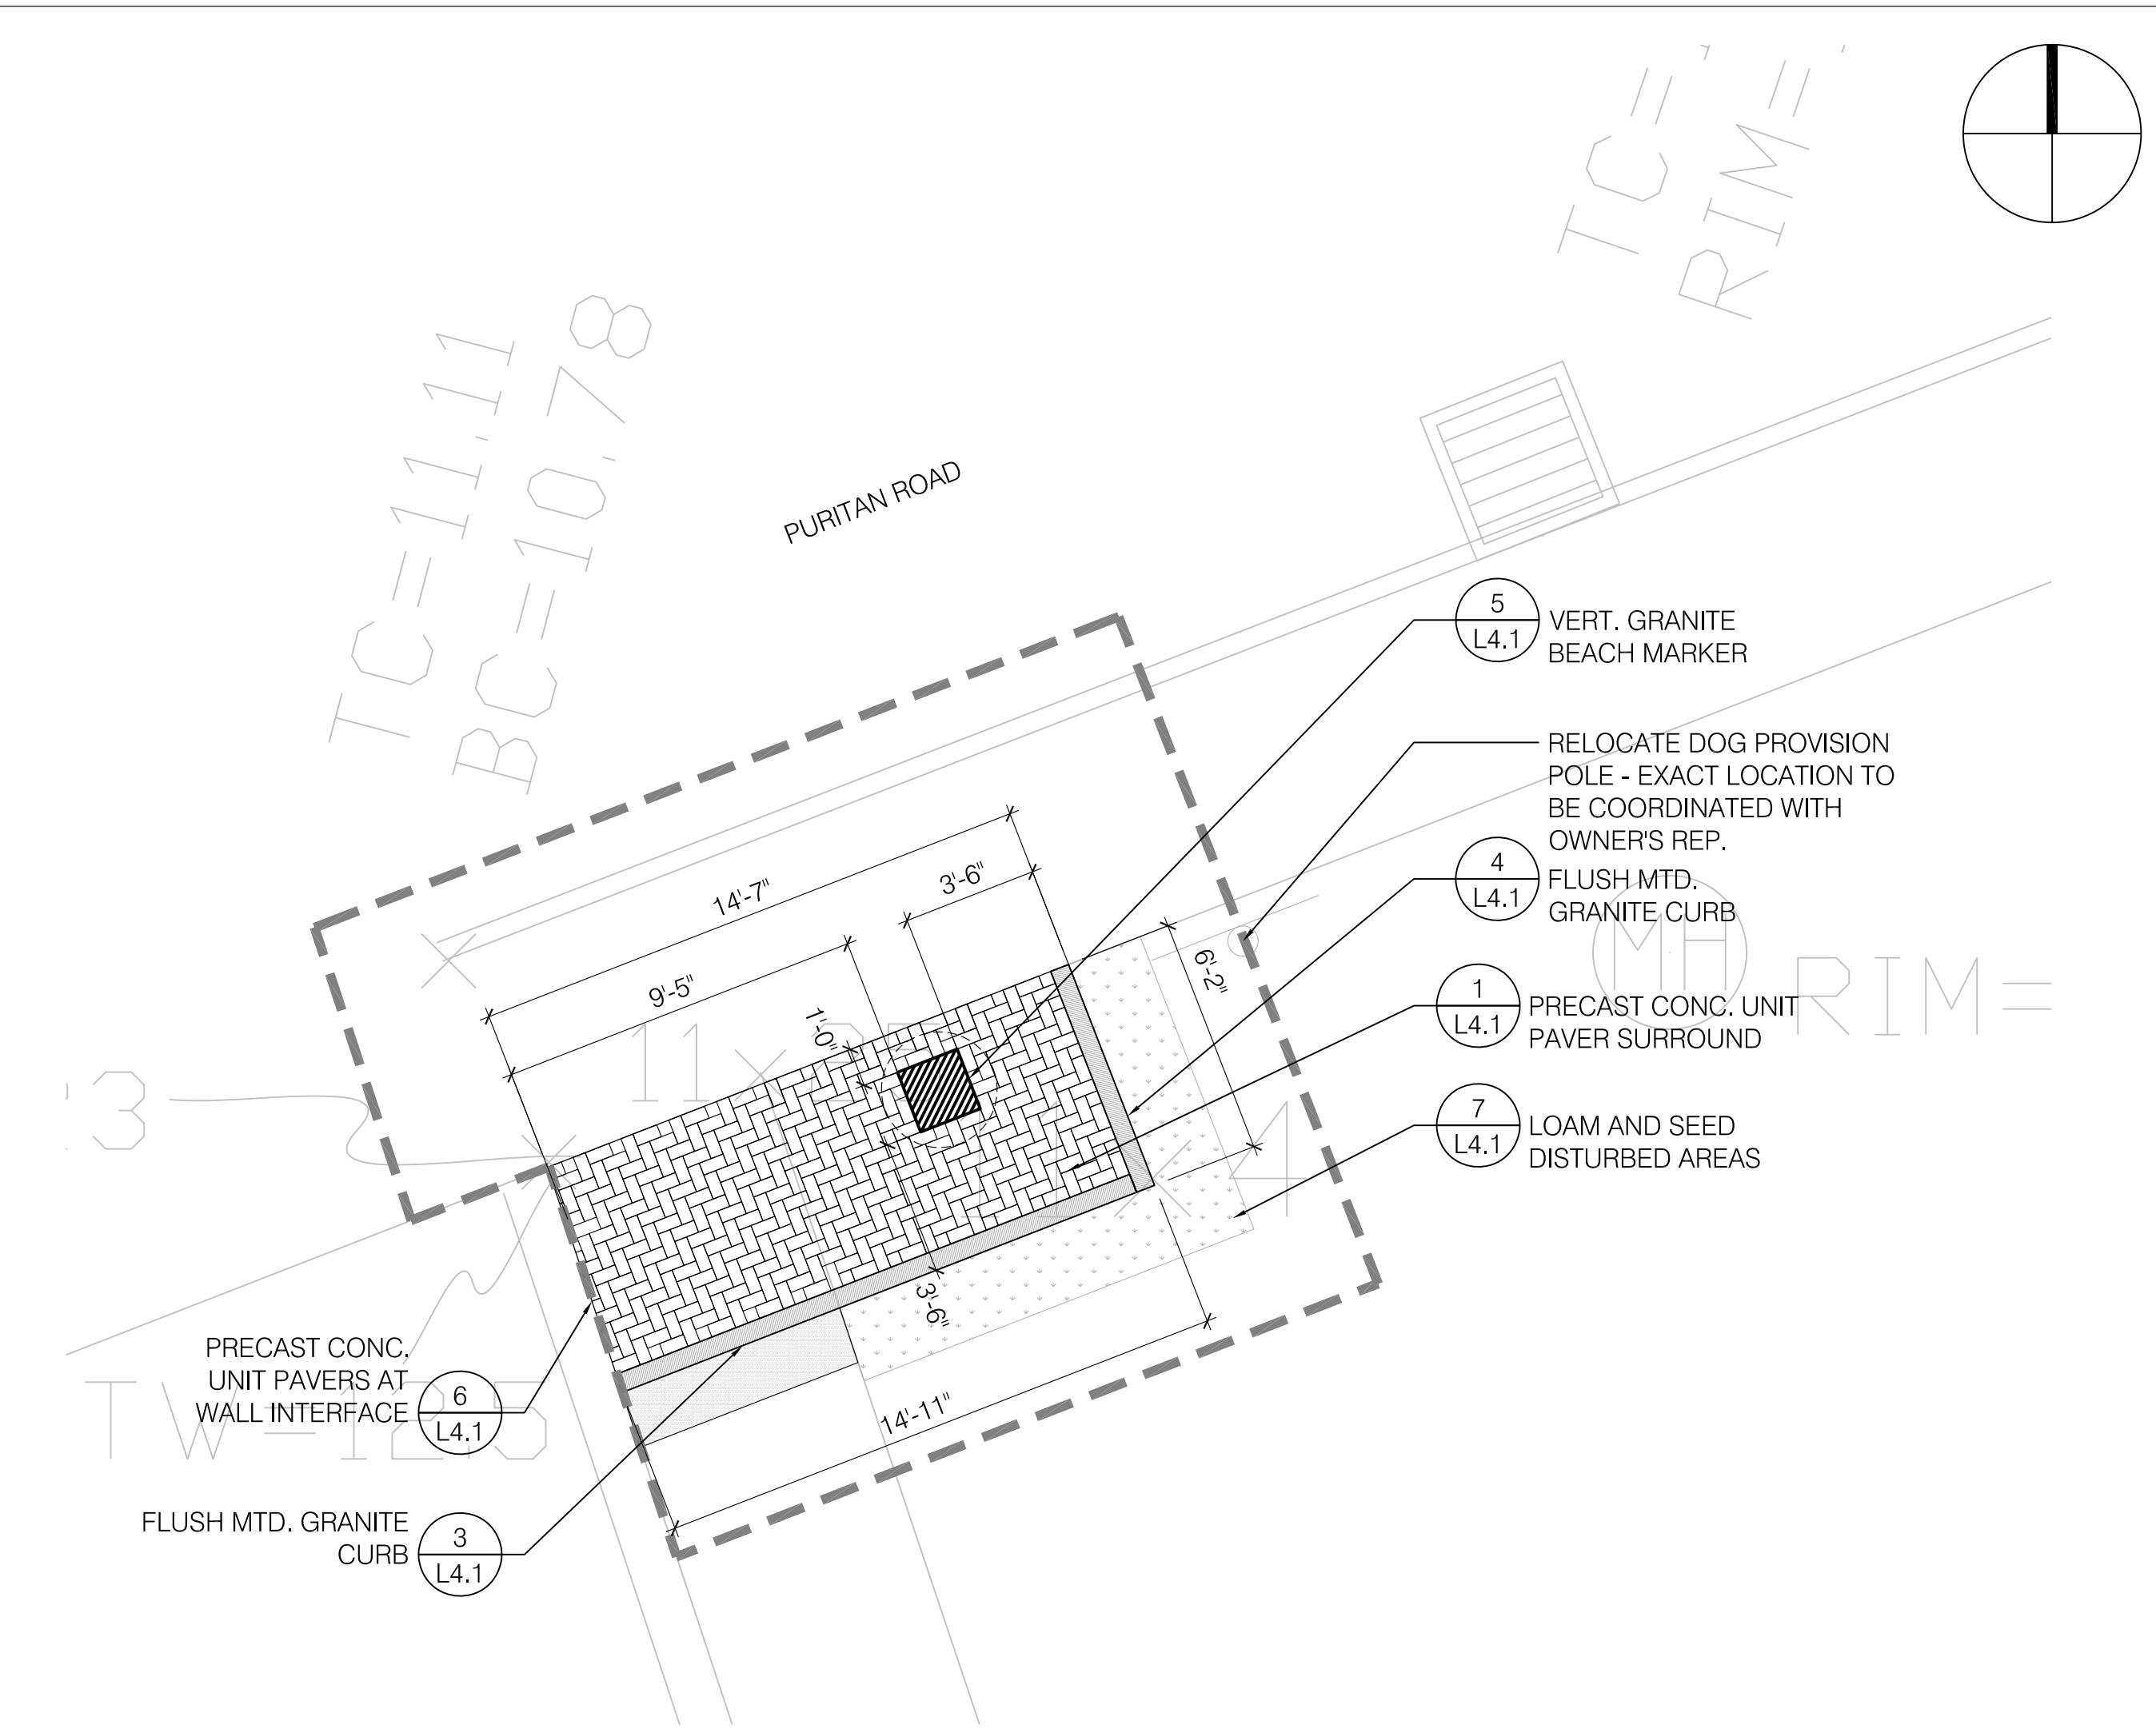 TC=
RIM=
TC=11.11
BC=10.78
PURITAN ROAD
5
L4.1
VERT. GRANITE
BEACH MARKER
RELOCATE DOG PROVISION
POLE - EXACT LOCATION TO
BE COORDINATED WITH
OWNER'S REP.
4
L4.1
FLUSH MTD.
GRANITE CURB
MH
RIM=
1
L4.1
PRECAST CONC. UNIT
PAVER SURROUND
7
L4.1
LOAM AND SEED
DISTURBED AREAS
14'-7"
3'-6"
9'-5"
1'-0"
6'-2"
3'-6"
14'-11"
3
PRECAST CONC.
UNIT PAVERS AT
WALL INTERFACE
6
L4.1
TW=12.5
FLUSH MTD. GRANITE
CURB
3
L4.1